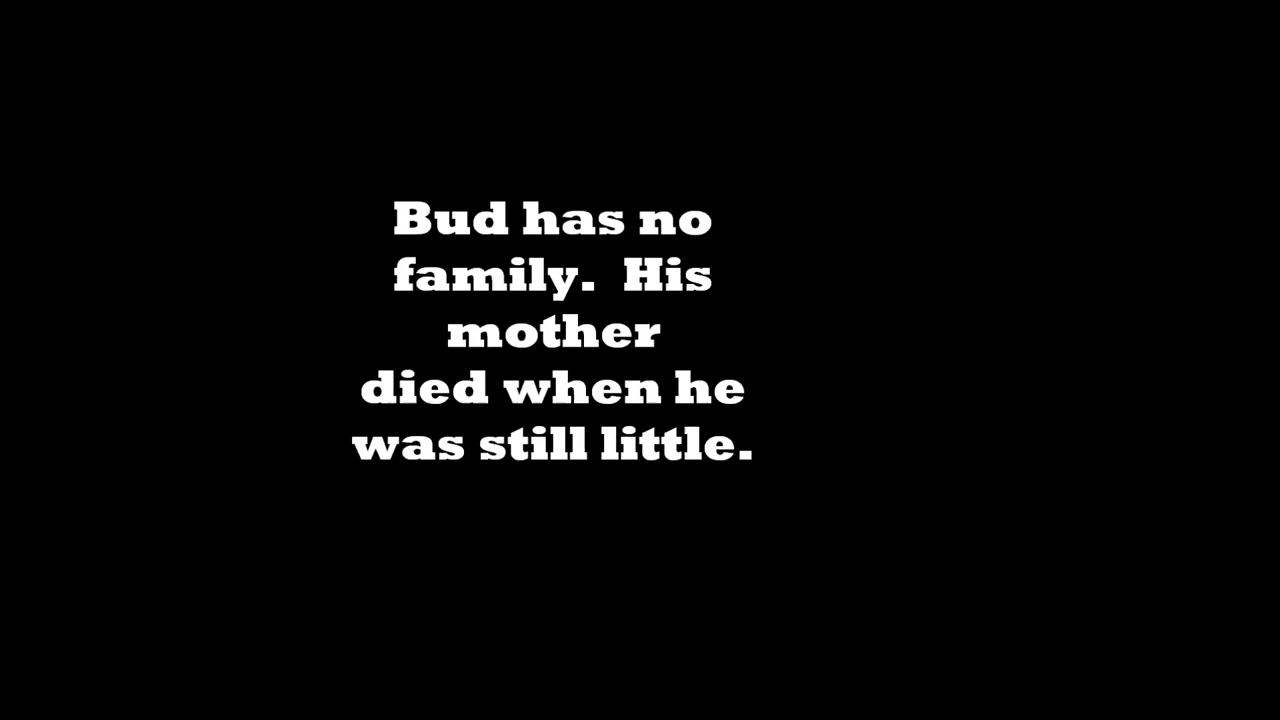 Bud has no
family.  His
mother
died when he
was still little.